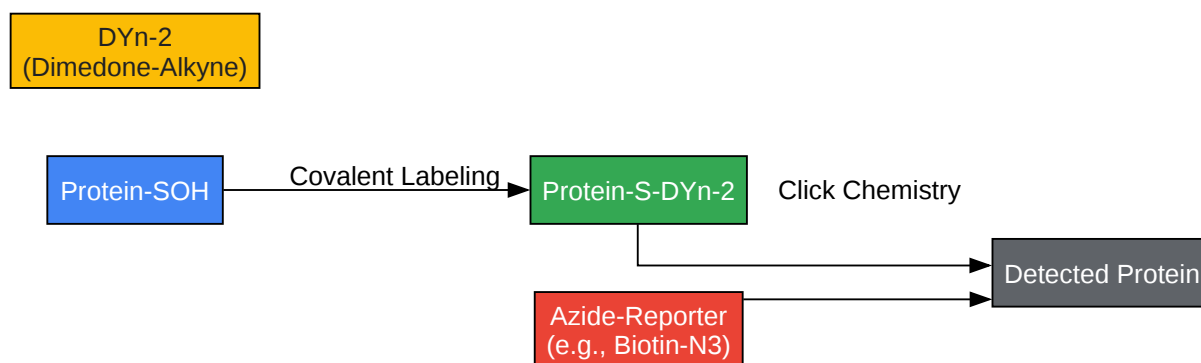 DYn-2
(Dimedone-Alkyne)
Protein-SOH
Covalent Labeling
Protein-S-DYn-2
Click Chemistry
Detected Protein
Azide-Reporter
(e.g., Biotin-N3)